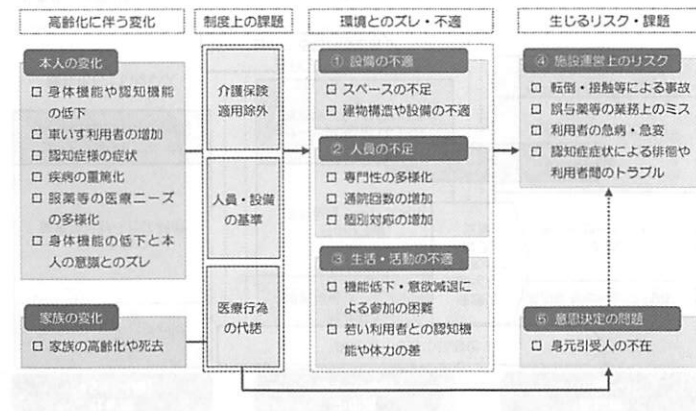 高齢化に伴う変化
制度上の課題
環境とのズレ・不適
生じるリスク・課題
本人の変化
□ 身体機能や認知機能
の低下
□ 車いす利用者の増加
□ 認知症様の症状
□ 疾病の重篤化
□ 服薬等の医療ニーズ
の多様化
□ 身体機能の低下と本
人の意識とのズレ
家族の変化
□ 家族の高齢化や死去
介護保険
適用除外
人員・設備
の基準
医療行為
の代諾
① 設備の不適
□ スペースの不足
□ 建物構造や設備の不適
② 人員の不足
□ 専門性の多様化
□ 通院回数の増加
□ 個別対応の増加
③ 生活・活動の不適
□ 機能低下・意欲減退に
よる参加の困難
□ 若い利用者との認知機
能や体力の差
④ 施設運営上のリスク
□ 転倒・接触等による事故
□ 誤与薬等の業務上のミス
□ 利用者の急病・急変
□ 認知症症状による徘徊や
利用者間のトラブル
⑤ 意思決定の問題
□ 身元引受人の不在